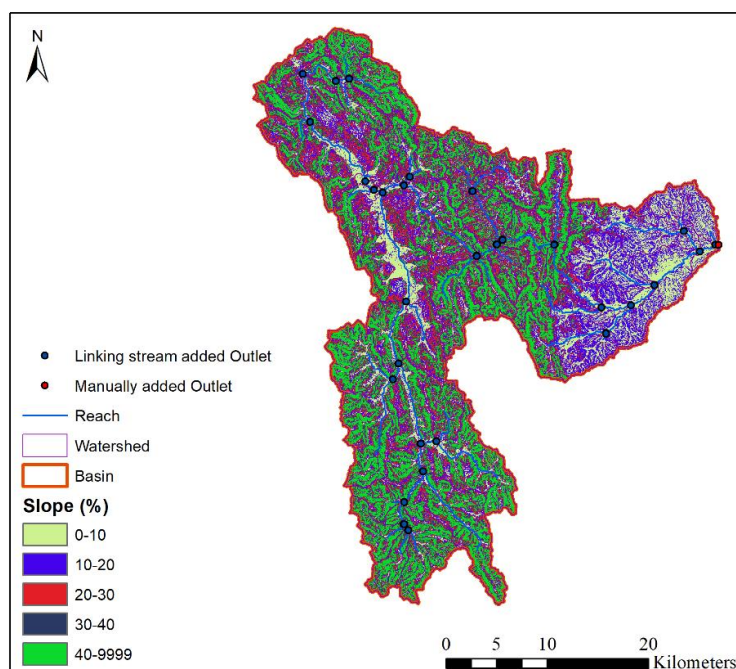 N
Linking stream added Outlet
Manually added Outlet
Reach
Watershed
Basin
Slope (%)
0-10
10-20
20-30
30-40
40-9999
0 5 10 20
Kilometers